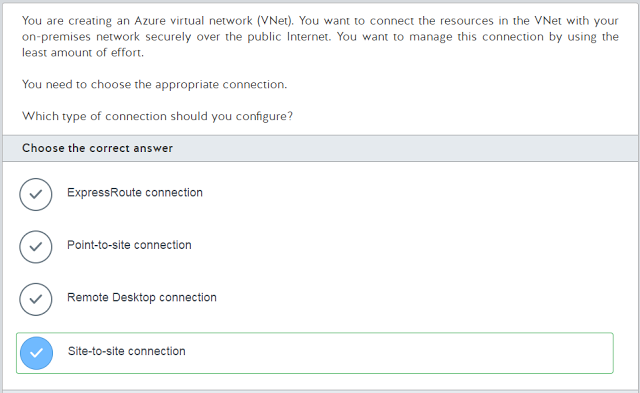 You are creating an Azure virtual network (VNet). You want to connect the resources in the VNet with your
on-premises network securely over the public Internet. You want to manage this connection by using the
least amount of effort.
You need to choose the appropriate connection.
Which type of connection should you configure?
Choose the correct answer
ExpressRoute connection
Point-to-site connection
Remote Desktop connection
Site-to-site connection